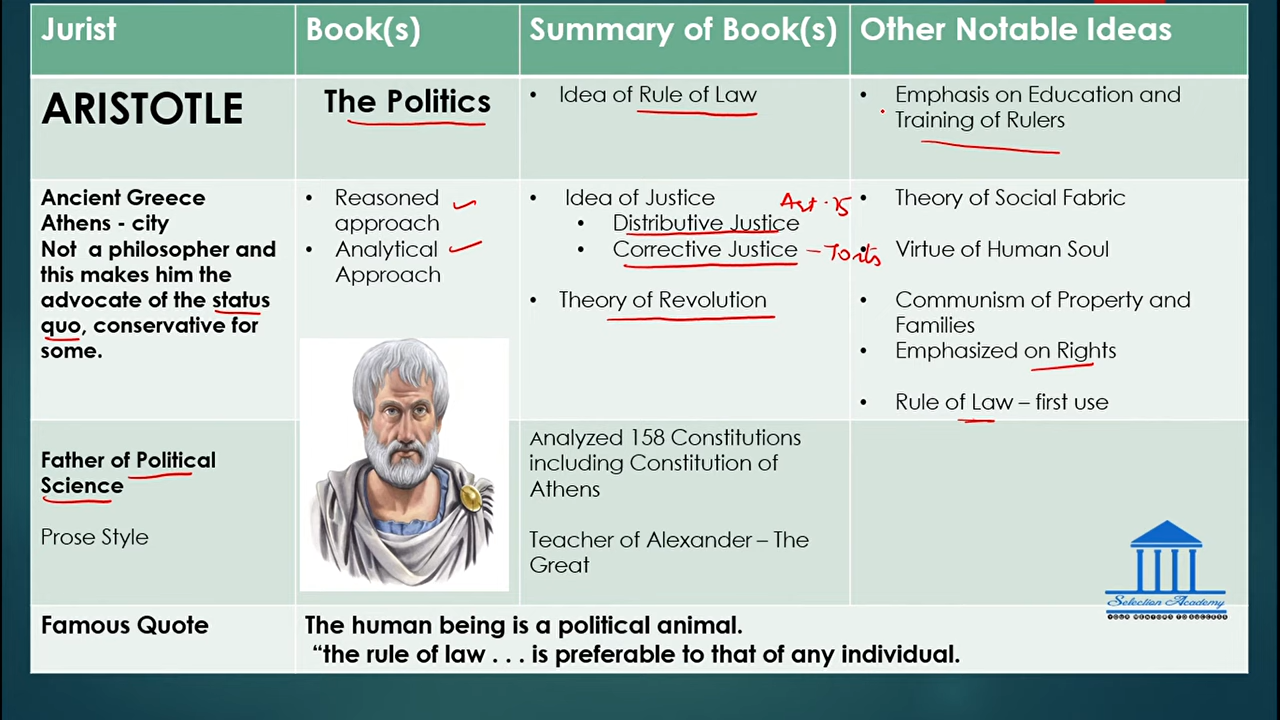 Jurist
Book(s)
Summary of Book(s)
Other Notable Ideas
ARISTOTLE
The Politics
• Idea of Rule of Law
• Emphasis on Education and
Training of Rulers
Ancient Greece
Athens - city
Not a philosopher and
this makes him the
advocate of the status
quo, conservative for
some.
• Reasoned
approach
• Analytical
Approach
• Idea of Justice
Art. 15
• Distributive Justice
• Corrective Justice – Torts
• Theory of Revolution
• Theory of Social Fabric
• Virtue of Human Soul
• Communism of Property and
Families
• Emphasized on Rights
• Rule of Law – first use
Father of Political
Science
Prose Style
Analyzed 158 Constitutions
including Constitution of
Athens
Teacher of Alexander – The
Great
Selection Academy
YOUR MENTORS TO SUCCESS
Famous Quote
The human being is a political animal.
“the rule of law . . . is preferable to that of any individual.